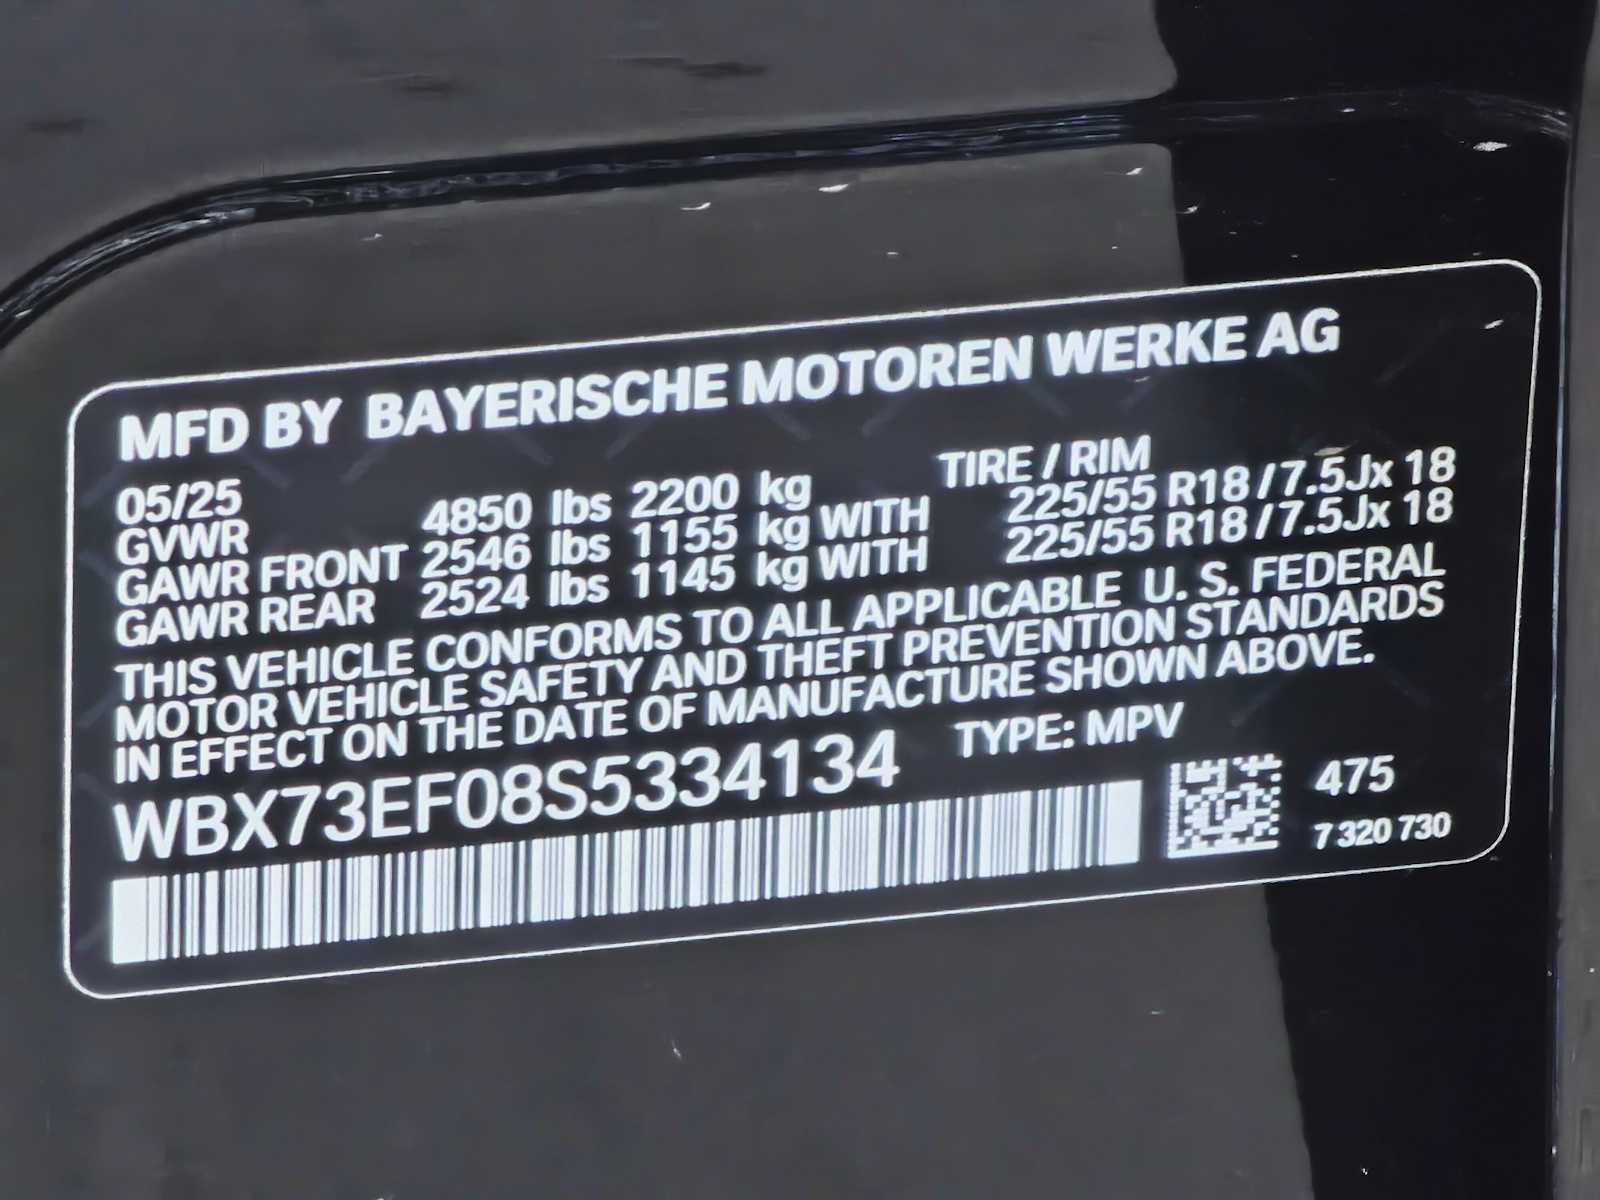 MFD BY BAYERISCHE MOTOREN WERKE AG
05/25 TIRE / RIM
GVWR 4850 lbs 2200 kg
GAWR FRONT 2546 lbs 1155 kg WITH 225/55 R18 / 7.5Jx 18
GAWR REAR 2524 lbs 1145 kg WITH 225/55 R18 / 7.5Jx 18
THIS VEHICLE CONFORMS TO ALL APPLICABLE U. S. FEDERAL
MOTOR VEHICLE SAFETY AND THEFT PREVENTION STANDARDS
IN EFFECT ON THE DATE OF MANUFACTURE SHOWN ABOVE.
WBX73EF08S5334134 TYPE: MPV
475
7 320 730